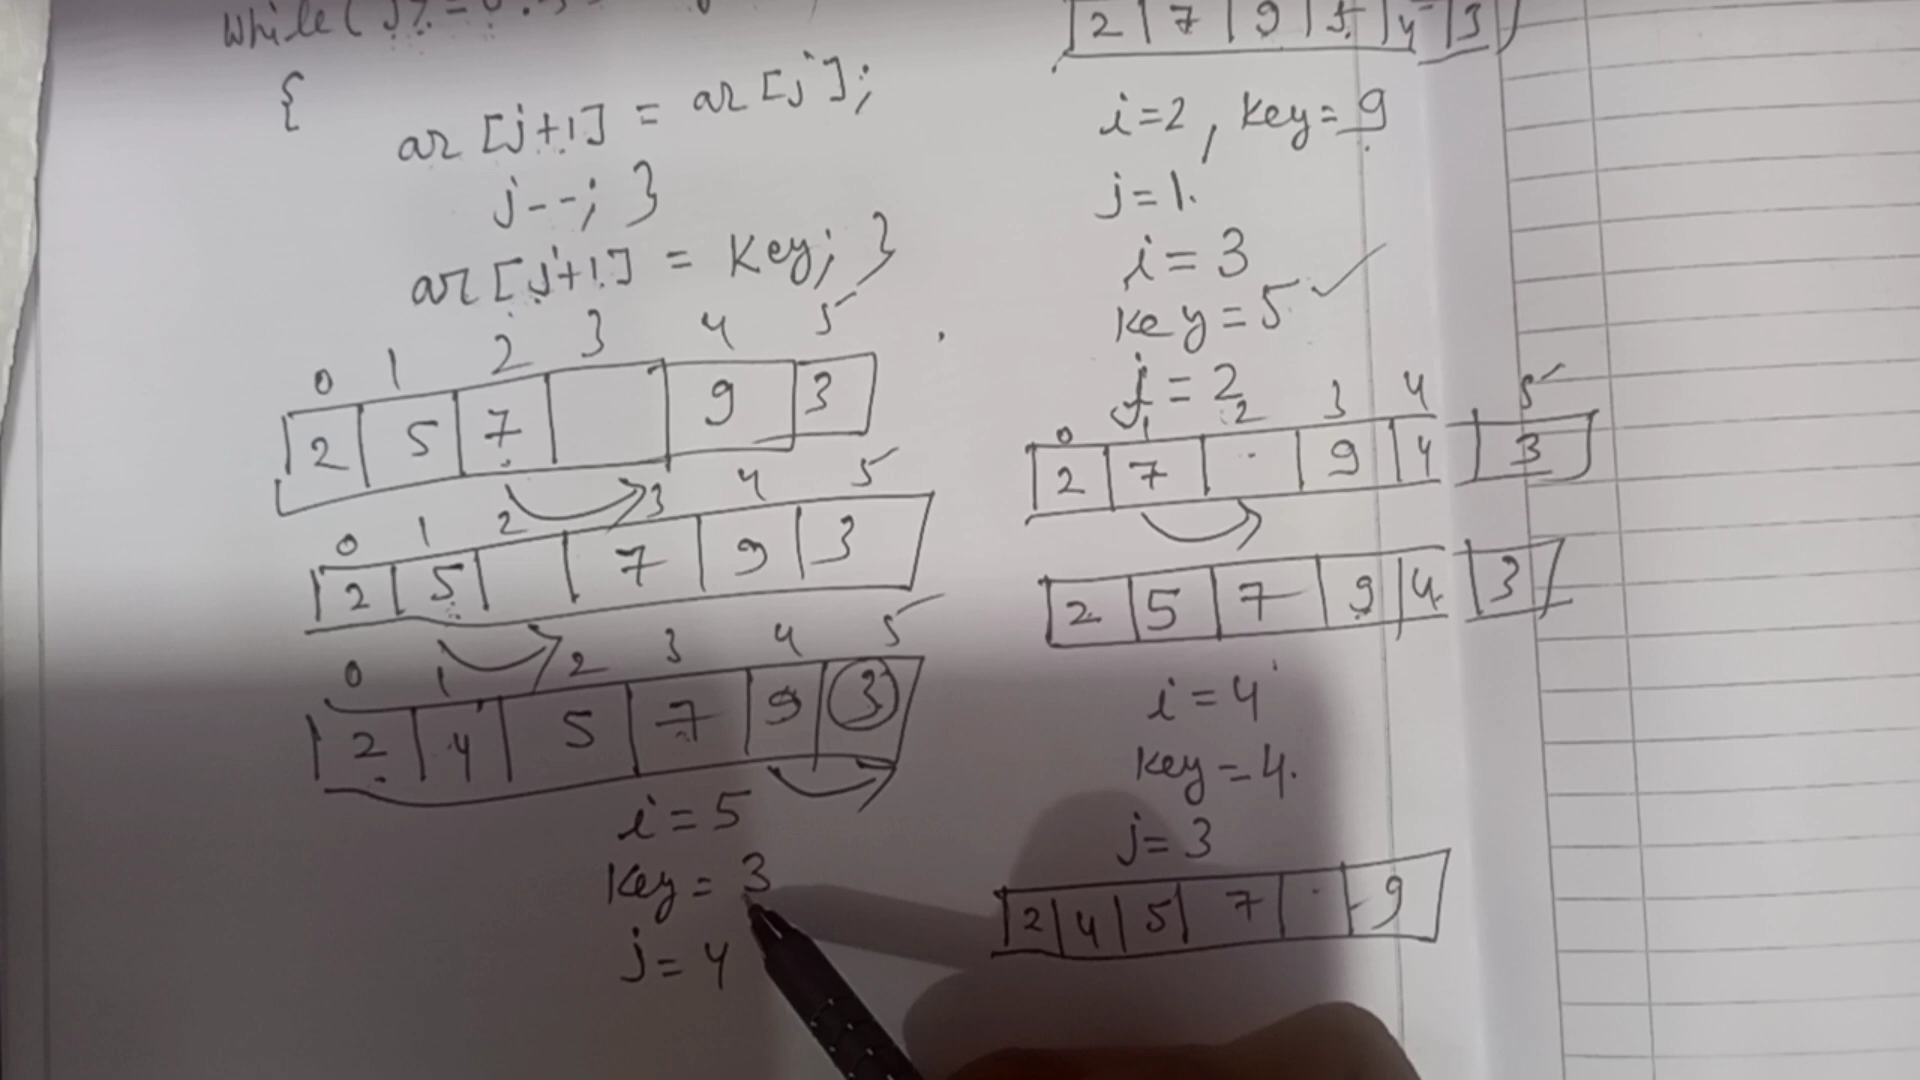 while(
{
ar[j+1] = ar[j];
j--; }
ar[j+1] = key; }
0 1 2 3 4 5
2 5 7 9 3
0 1 2 3 4 5
2 5 7 9 3
0 1 2 3 4 5
2 4 5 7 9 3
i=5
key=3
j=4
2 7 9 5 4 3
i=2, key=9
j=1.
i=3
key=5✓
j=2
0 1 2 3 4 5
2 7 9 4 3
2 5 7 9 4 3
i=4
key=4.
j=3
2 4 5 7 9